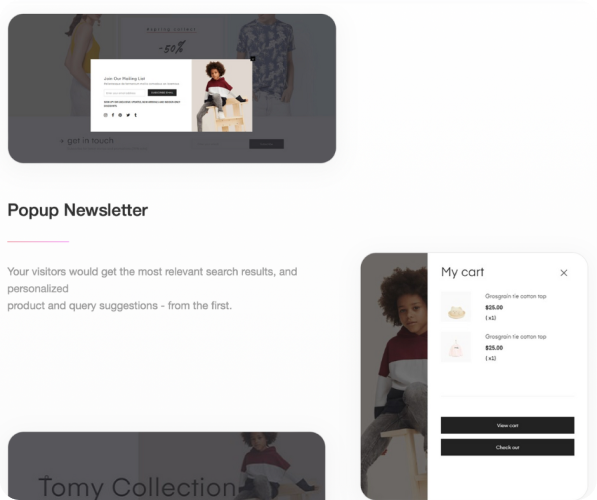 -50%
Join Our Mailing List
+ get in touch
Popup Newsletter
Your visitors would get the most relevant search results, and
personalized
product and query suggestions - from the first.
My cart
Grosgrain tie cotton top
$25.00
( x1)
Grosgrain tie cotton top
$25.00
( x1)
View cart
Check out
Tomy Collection